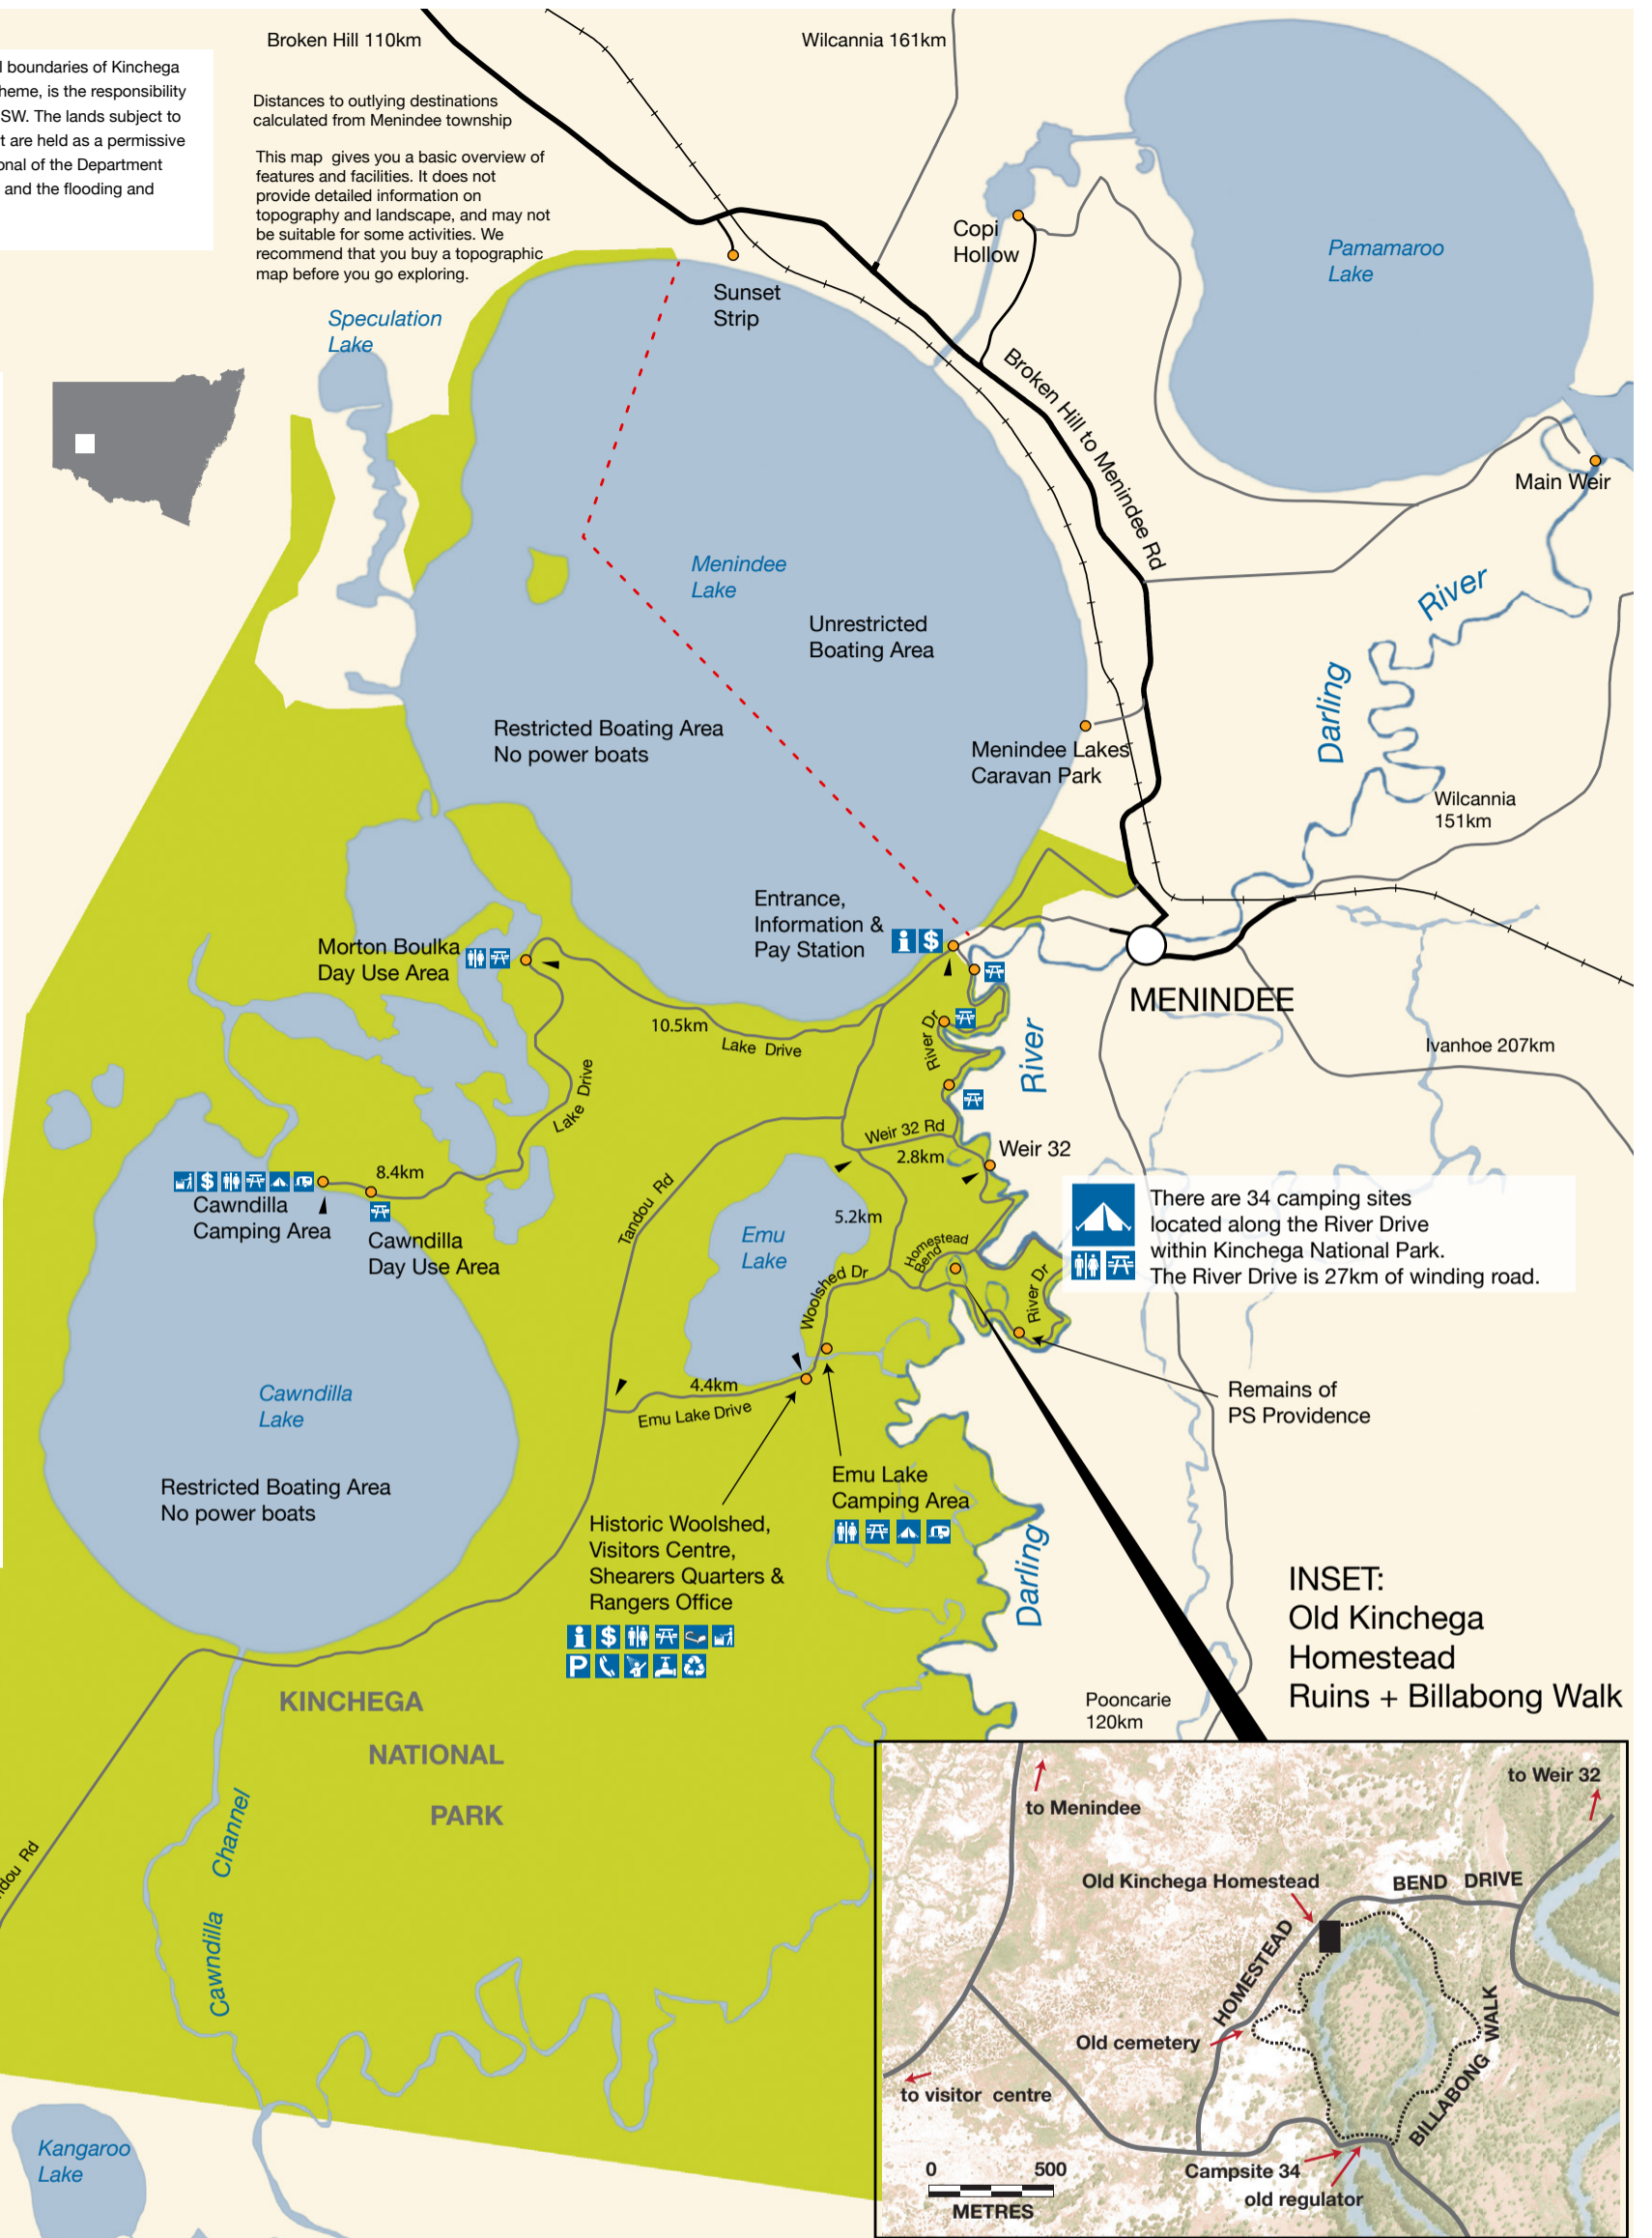 Broken Hill 110km
Wilcannia 161km
l boundaries of Kinchega
heme, is the responsibility
SW. The lands subject to
t are held as a permissive
onal of the Department
and the flooding and
Distances to outlying destinations
calculated from Menindee township
This map gives you a basic overview of
features and facilities. It does not
provide detailed information on
topography and landscape, and may not
be suitable for some activities. We
recommend that you buy a topographic
map before you go exploring.
Copi
Hollow
Pamamaroo
Lake
Sunset
Strip
Speculation
Lake
Broken Hill to Menindee Rd
Main Weir
Menindee
Lake
River
Unrestricted
Boating Area
Darling
Restricted Boating Area
No power boats
Menindee Lakes
Caravan Park
Wilcannia
151km
Entrance,
Information &
Pay Station
i $
Morton Boulka
Day Use Area
MENINDEE
10.5km
Lake Drive
River Dr
River
Ivanhoe 207km
Lake Drive
Weir 32 Rd
2.8km
Weir 32
8.4km
$
Cawndilla
Camping Area
Cawndilla
Day Use Area
Tandou Rd
5.2km
Emu
Lake
Homestead
Bend
Woolshed Dr
River Dr
There are 34 camping sites
located along the River Drive
within Kinchega National Park.
The River Drive is 27km of winding road.
4.4km
Emu Lake Drive
Remains of
PS Providence
Cawndilla
Lake
Restricted Boating Area
No power boats
Emu Lake
Camping Area
Historic Woolshed,
Visitors Centre,
Shearers Quarters &
Rangers Office
i $
P
Darling
INSET:
Old Kinchega
Homestead
Ruins + Billabong Walk
Pooncarie
120km
KINCHEGA
NATIONAL
PARK
Cawndilla Channel
dou Rd
Kangaroo
Lake
to Weir 32
to Menindee
Old Kinchega Homestead
BEND DRIVE
HOMESTEAD
Old cemetery
BILLABONG WALK
to visitor centre
0 500
METRES
Campsite 34
old regulator